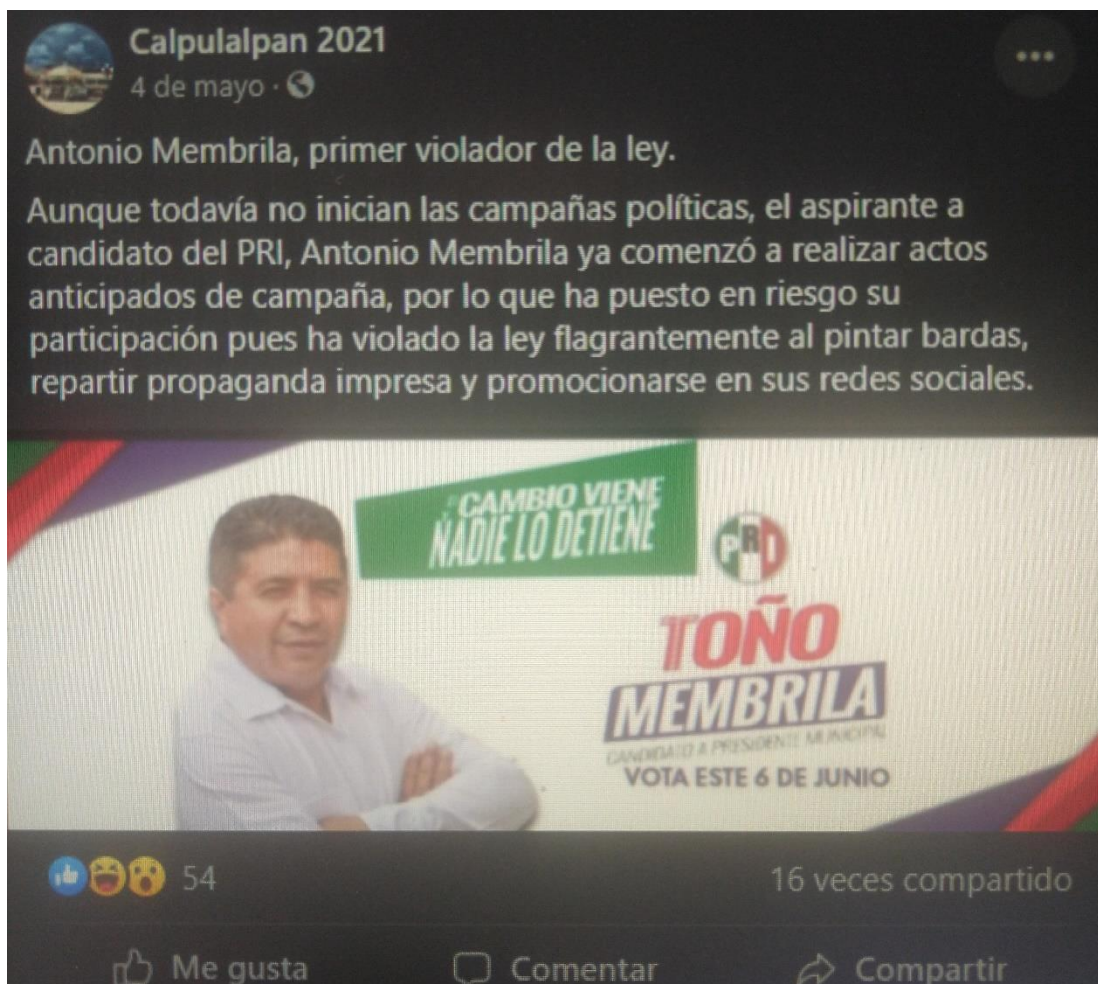 Calpulalpan 2021
4 de mayo ·
Antonio Membrila, primer violador de la ley.
Aunque todavía no inician las campañas políticas, el aspirante a
candidato del PRI, Antonio Membrila ya comenzó a realizar actos
anticipados de campaña, por lo que ha puesto en riesgo su
participación pues ha violado la ley flagrantemente al pintar bardas,
repartir propaganda impresa y promocionarse en sus redes sociales.
CAMBIO VIENE
NADIE LO DETIENE
PRI
TOÑO
MEMBRILA
CANDIDATO A PRESIDENTE MUNICIPAL
VOTA ESTE 6 DE JUNIO
54
16 veces compartido
Me gusta
Comentar
Compartir